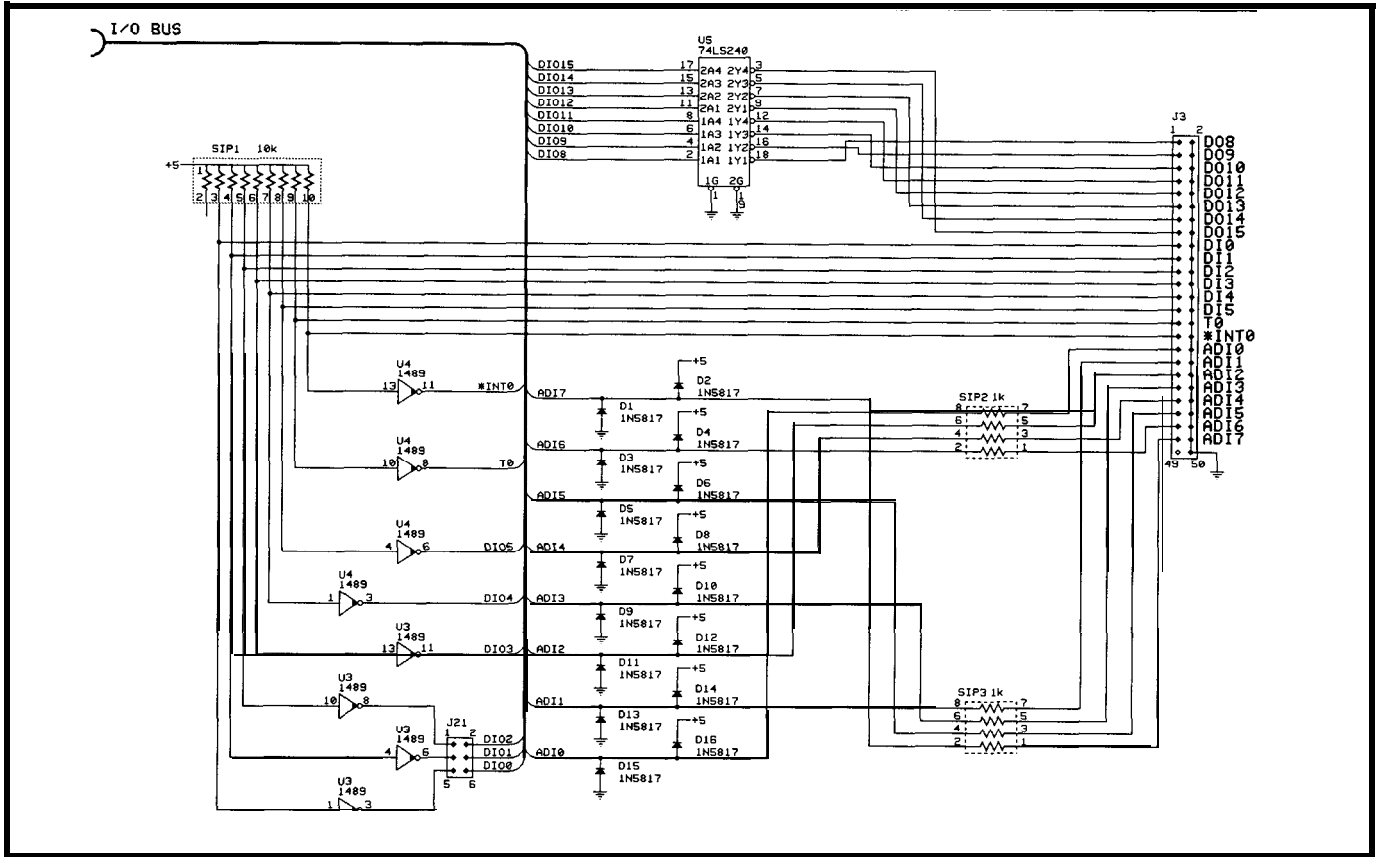 I/O BUS
U5
74LS240
DIO15 17 2A4 2Y4 3
DIO14 15 2A3 2Y3 5
DIO13 13 2A2 2Y2 7
DIO12 11 2A1 2Y1 9
DIO11 8 1A4 1Y4 12
DIO10 6 1A3 1Y3 14
DIO9 4 1A2 1Y2 16
DIO8 2 1A1 1Y1 18
1G 2G
1 19
J3
1 2
DO8
DO9
DO10
DO11
DO12
DO13
DO14
DO15
DI0
DI1
DI2
DI3
DI4
DI5
T0
*INT0
ADI0
ADI1
ADI2
ADI3
ADI4
ADI5
ADI6
ADI7
49 50
SIP1 10k
+5
1
2 3 4 5 6 7 8 9 10
U4
1489
13 11 *INT0
U4
1489
10 8 T0
U4
1489
4 6 DIO5
U4
1489
1 3 DIO4
U3
1489
13 11 DIO3
U3
1489
10 8
U3
1489
4 6
U3
1489
1 3
J21
1 2
5 6
DIO2
DIO1
DIO0
ADI7
D1
1N5817
+5
D2
1N5817
ADI6
D3
1N5817
+5
D4
1N5817
ADI5
D5
1N5817
+5
D6
1N5817
ADI4
D7
1N5817
+5
D8
1N5817
ADI3
D9
1N5817
+5
D10
1N5817
ADI2
D11
1N5817
+5
D12
1N5817
ADI1
D13
1N5817
+5
D14
1N5817
ADI0
D15
1N5817
+5
D16
1N5817
SIP2 1k
8 7
6 5
4 3
2 1
SIP3 1k
8 7
6 5
4 3
2 1